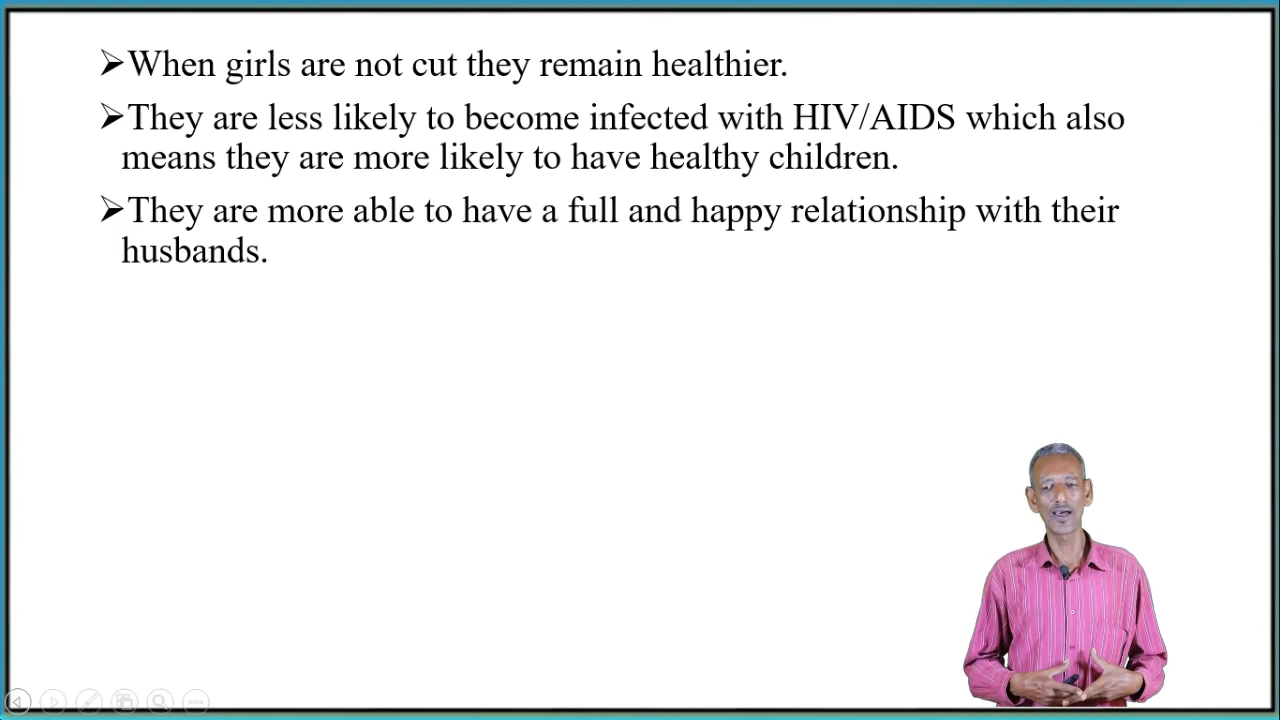 ➢When girls are not cut they remain healthier.
➢They are less likely to become infected with HIV/AIDS which also
means they are more likely to have healthy children.
➢They are more able to have a full and happy relationship with their
husbands.